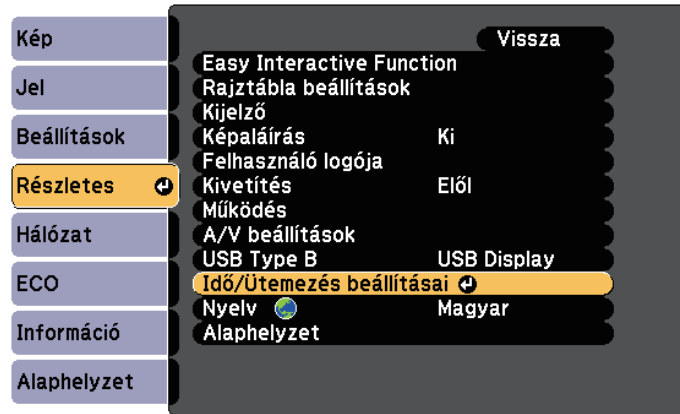 Kép
Jel
Beállítások
Részletes
Hálózat
ECO
Információ
Alaphelyzet
Vissza
Easy Interactive Function
Rajztábla beállítások
Kijelző
Képaláírás Ki
Felhasználó logója
Kivetítés Elől
Működés
A/V beállítások
USB Type B USB Display
Idő/Ütemezés beállításai
Nyelv Magyar
Alaphelyzet